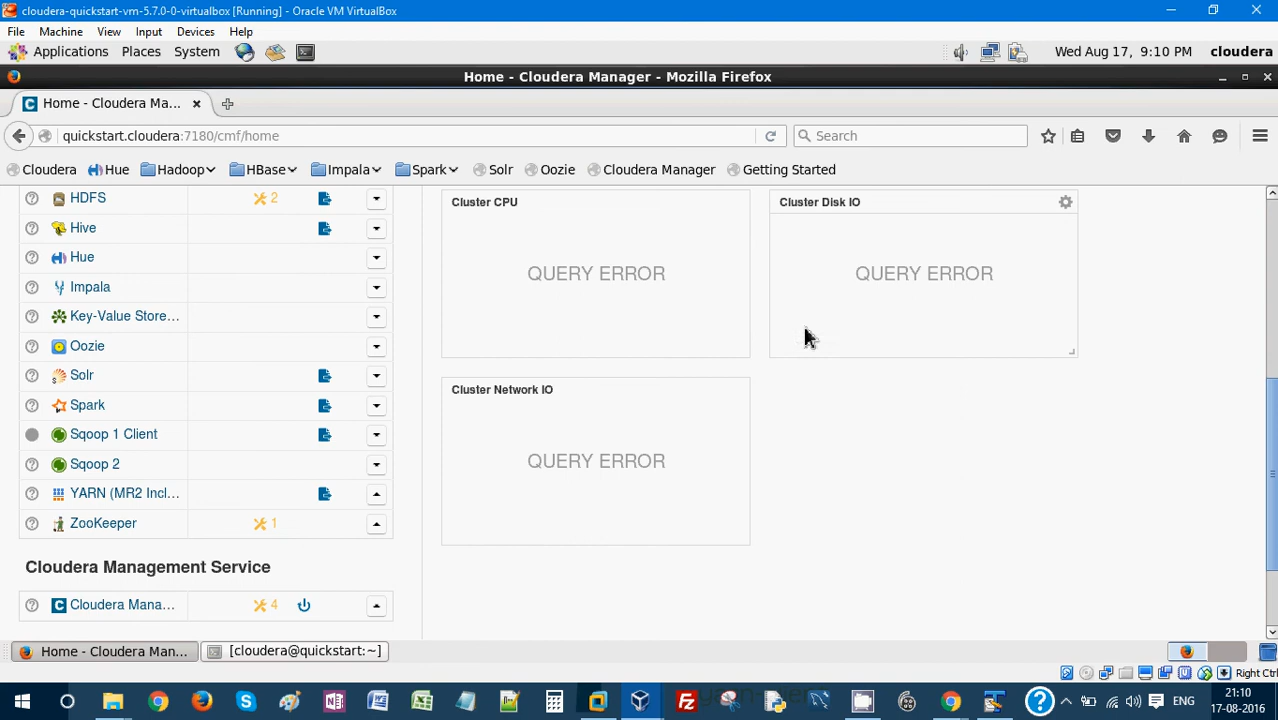 cloudera-quickstart-vm-5.7.0-0-virtualbox [Running] - Oracle VM VirtualBox
File Machine View Input Devices Help
Applications Places System Wed Aug 17, 9:10 PM cloudera
Home - Cloudera Manager - Mozilla Firefox
Home - Cloudera Ma...
quickstart.cloudera:7180/cmf/home Search
Cloudera Hue Hadoop HBase Impala Spark Solr Oozie Cloudera Manager Getting Started
HDFS 2
Hive
Hue
Impala
Key-Value Store...
Oozie
Solr
Spark
Sqoop 1 Client
Sqoop 2
YARN (MR2 Incl...
ZooKeeper 1
Cloudera Management Service
Cloudera Mana... 4
Cluster CPU
QUERY ERROR
Cluster Disk IO
QUERY ERROR
Cluster Network IO
QUERY ERROR
Home - Cloudera Man... [cloudera@quickstart:~]
Right Ctrl
ENG 21:10
17-08-2016